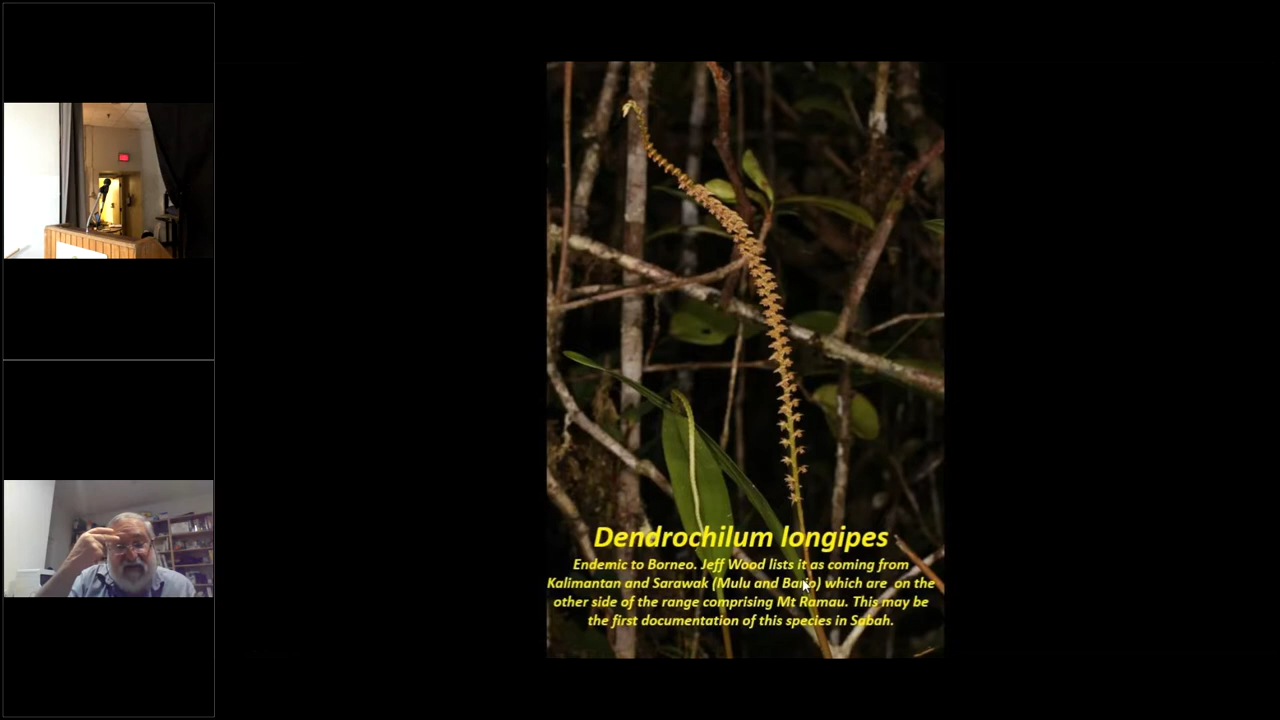 Dendrochilum longipes
Endemic to Borneo. Jeff Wood lists it as coming from
Kalimantan and Sarawak (Mulu and Bario) which are on the
other side of the range comprising Mt Ramau. This may be
the first documentation of this species in Sabah.